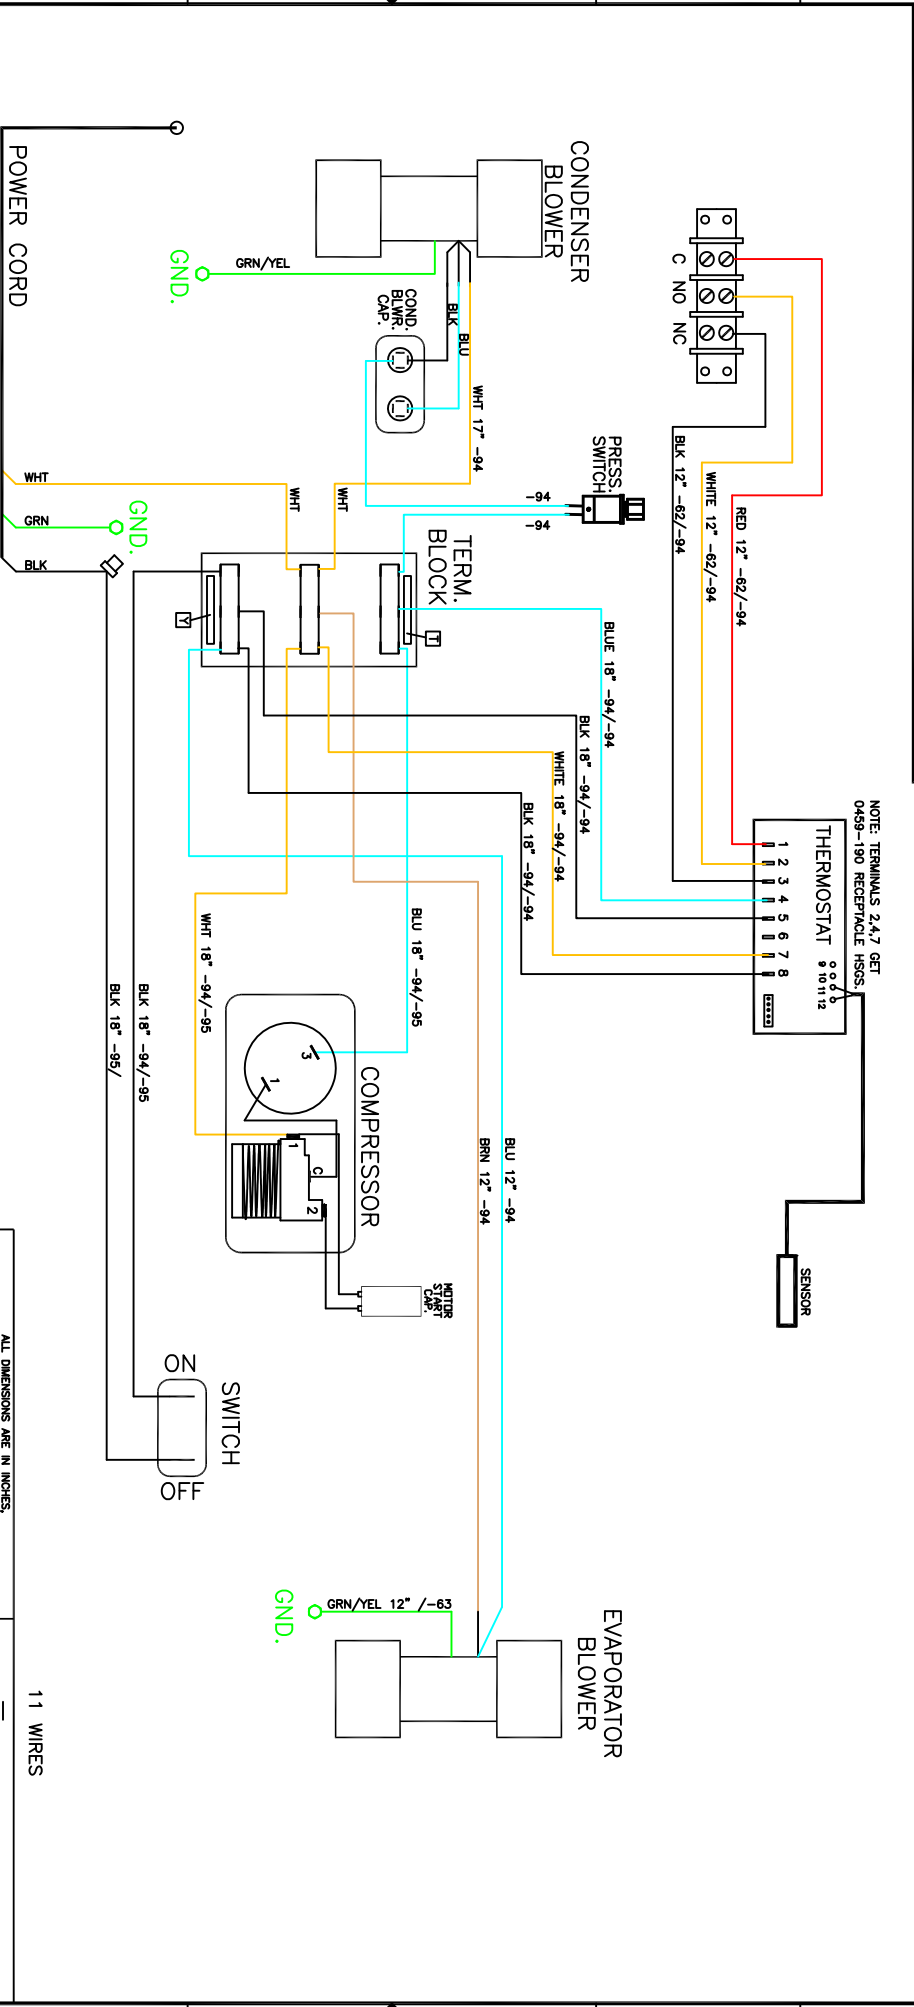 POWER CORD
CONDENSER
BLOWER
GND.
GRN/YEL
COND.
BLWR.
CAP.
BLK
BLU
WHT 17" -94
C
NO
NC
RED 12" -62/-94
WHITE 12" -62/-94
BLK 12" -62/-94
PRESS.
SWITCH
-94
-94
WHT
GRN
BLK
GND.
WHT
WHT
TERM.
BLOCK
T
Y
BLUE 18" -94/-94
BLK 18" -94/-94
WHITE 18" -94/-94
BLK 18" -94/-94
NOTE: TERMINALS 2,4,7 GET
0459-190 RECEPTACLE HSGS.
THERMOSTAT
1
2
3
4
5
6
7
8
9 10 11 12
SENSOR
BLU 18" -94/-95
WHT 18" -94/-95
BLK 18" -94/-95
BLK 18" -95/
COMPRESSOR
3
1
1
C
2
MOTOR
START
CAP.
BLU 12" -94
BRN 12" -94
SWITCH
ON
OFF
GND.
GRN/YEL 12" /-63
EVAPORATOR
BLOWER
ALL DIMENSIONS ARE IN INCHES,
11 WIRES
—